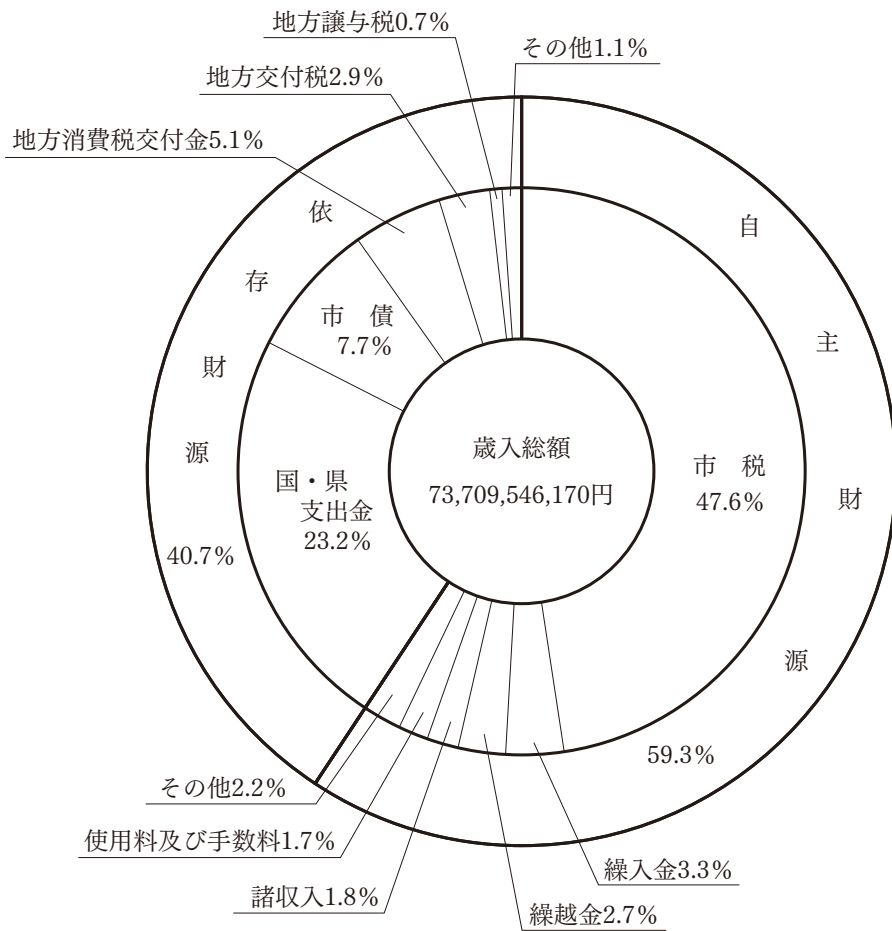 地方譲与税0.7%
その他1.1%
地方交付税2.9%
地方消費税交付金5.1%
依存財源
40.7%
自主財源
59.3%
市　債
7.7%
国・県
支出金
23.2%
歳入総額
73,709,546,170円
市　税
47.6%
その他2.2%
使用料及び手数料1.7%
諸収入1.8%
繰越金2.7%
繰入金3.3%